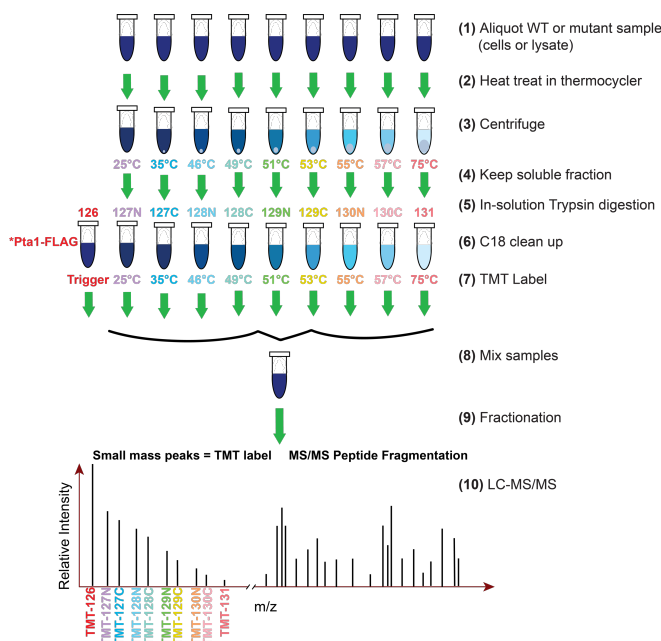 (1) Aliquot WT or mutant sample
(cells or lysate)
(2) Heat treat in thermocycler
(3) Centrifuge
25°C 35°C 46°C 49°C 51°C 53°C 55°C 57°C 75°C
(4) Keep soluble fraction
126 127N 127C 128N 128C 129N 129C 130N 130C 131
(5) In-solution Trypsin digestion
*Pta1-FLAG
(6) C18 clean up
Trigger 25°C 35°C 46°C 49°C 51°C 53°C 55°C 57°C 75°C
(7) TMT Label
(8) Mix samples
(9) Fractionation
Small mass peaks = TMT label MS/MS Peptide Fragmentation
(10) LC-MS/MS
Relative Intensity
TMT-126
TMT-127N
TMT-127C
TMT-128N
TMT-128C
TMT-129N
TMT-129C
TMT-130N
TMT-130C
TMT-131
m/z